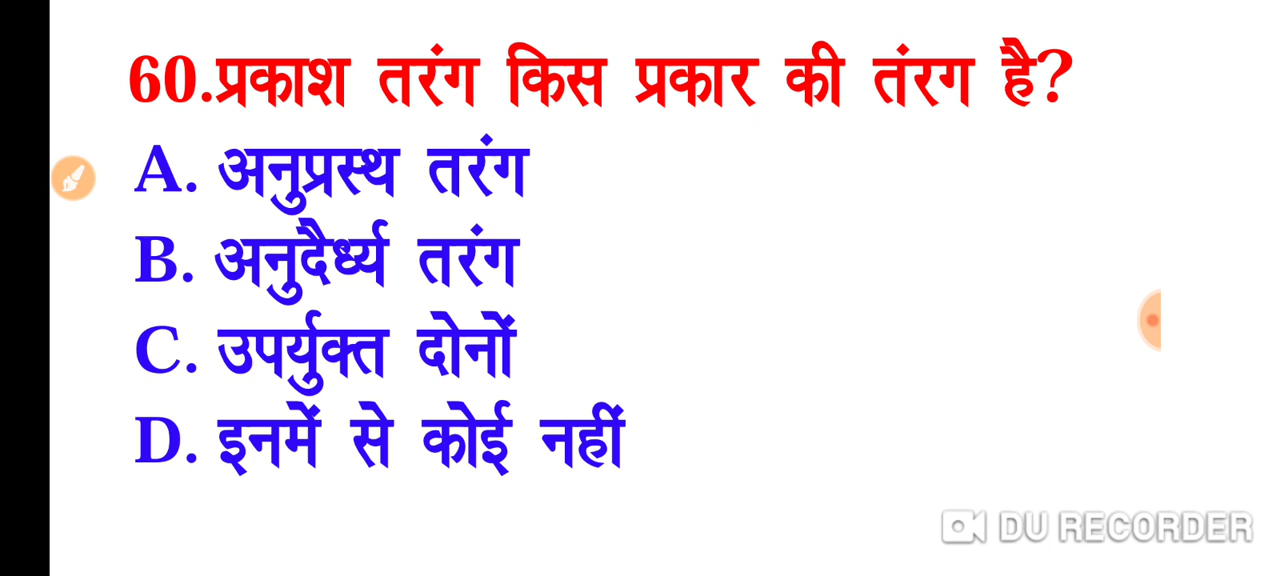 60.प्रकाश तरंग किस प्रकार की तंरग है?
A. अनुप्रस्थ तरंग
B. अनुदैर्ध्य तरंग
C. उपर्युक्त दोनों
D. इनमें से कोई नहीं
DU RECORDER